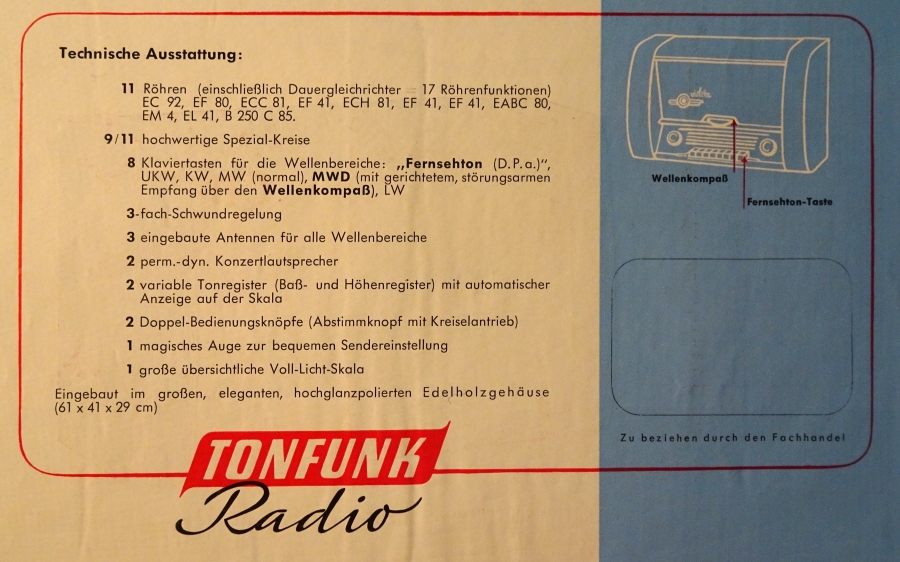 Technische Ausstattung:
11 Röhren (einschließlich Dauergleichrichter = 17 Röhrenfunktionen)
EC 92, EF 80, ECC 81, EF 41, ECH 81, EF 41, EF 41, EABC 80,
EM 4, EL 41, B 250 C 85.
9/11 hochwertige Spezial-Kreise
8 Klaviertasten für die Wellenbereiche: „Fernsehton (D.P.a.)“,
UKW, KW, MW (normal), MWD (mit gerichtetem, störungsarmen
Empfang über den Wellenkompaß), LW
3-fach-Schwundregelung
3 eingebaute Antennen für alle Wellenbereiche
2 perm.-dyn. Konzertlautsprecher
2 variable Tonregister (Baß- und Höhenregister) mit automatischer
Anzeige auf der Skala
2 Doppel-Bedienungsknöpfe (Abstimmknopf mit Kreiselantrieb)
1 magisches Auge zur bequemen Sendereinstellung
1 große übersichtliche Voll-Licht-Skala
Eingebaut im großen, eleganten, hochglanzpolierten Edelholzgehäuse
(61 x 41 x 29 cm)
TONFUNK
Radio
Wellenkompaß
Fernsehton-Taste
Zu beziehen durch den Fachhandel